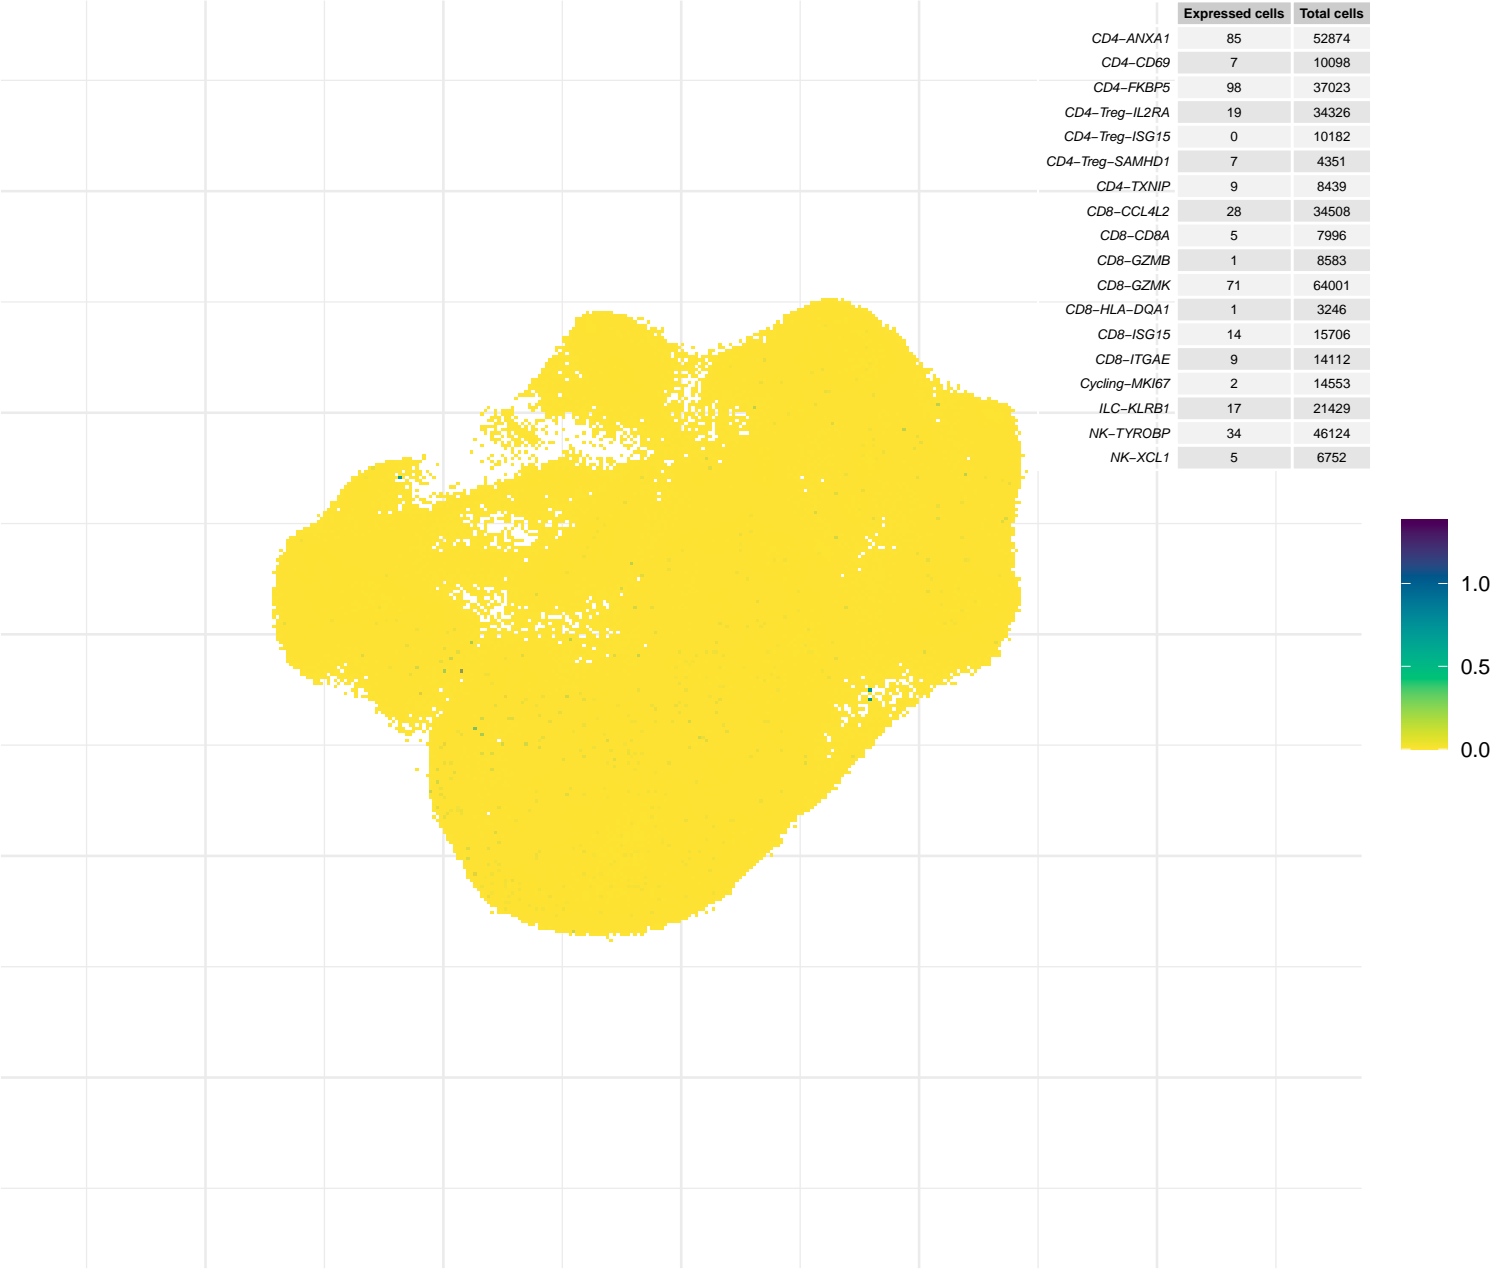 Expressed cells Total cells
CD4−ANXA1 85 52874
CD4−CD69 7 10098
CD4−FKBP5 98 37023
CD4−Treg−IL2RA 19 34326
CD4−Treg−ISG15 0 10182
CD4−Treg−SAMHD1 7 4351
CD4−TXNIP 9 8439
CD8−CCL4L2 28 34508
CD8−CD8A 5 7996
CD8−GZMB 1 8583
CD8−GZMK 71 64001
CD8−HLA−DQA1 1 3246
CD8−ISG15 14 15706
CD8−ITGAE 9 14112
Cycling−MKI67 2 14553
ILC−KLRB1 17 21429
NK−TYROBP 34 46124
NK−XCL1 5 6752
1.0
0.5
0.0